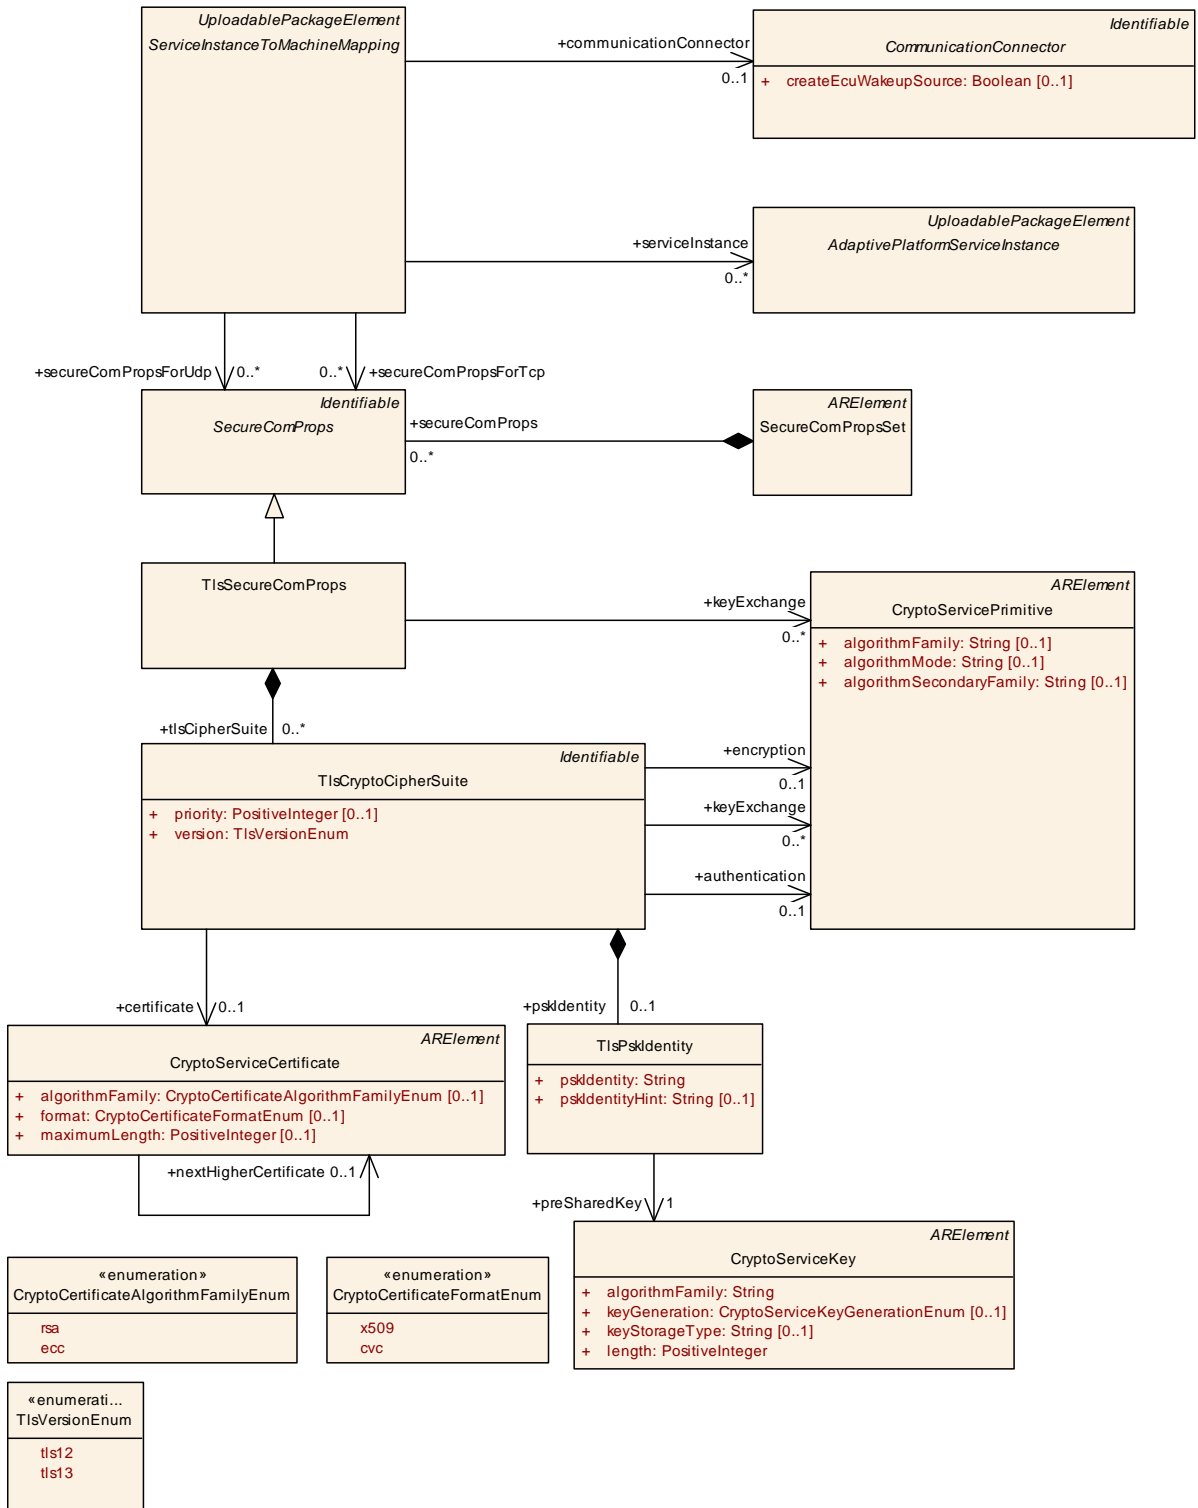 UploadablePackageElement
ServiceInstanceToMachineMapping
+communicationConnector
0..1
Identifiable
CommunicationConnector
+ createEcuWakeupSource: Boolean [0..1]
+serviceInstance
0..*
UploadablePackageElement
AdaptivePlatformServiceInstance
+secureComPropsForUdp
0..*
0..*
+secureComPropsForTcp
Identifiable
SecureComProps
+secureComProps
0..*
ARElement
SecureComPropsSet
TlsSecureComProps
+keyExchange
0..*
ARElement
CryptoServicePrimitive
+ algorithmFamily: String [0..1]
+ algorithmMode: String [0..1]
+ algorithmSecondaryFamily: String [0..1]
+tlsCipherSuite
0..*
Identifiable
TlsCryptoCipherSuite
+ priority: PositiveInteger [0..1]
+ version: TlsVersionEnum
+encryption
0..1
+keyExchange
0..*
+authentication
0..1
+certificate
0..1
+pskIdentity
0..1
ARElement
CryptoServiceCertificate
+ algorithmFamily: CryptoCertificateAlgorithmFamilyEnum [0..1]
+ format: CryptoCertificateFormatEnum [0..1]
+ maximumLength: PositiveInteger [0..1]
+nextHigherCertificate 0..1
TlsPskIdentity
+ pskIdentity: String
+ pskIdentityHint: String [0..1]
+preSharedKey
1
ARElement
CryptoServiceKey
+ algorithmFamily: String
+ keyGeneration: CryptoServiceKeyGenerationEnum [0..1]
+ keyStorageType: String [0..1]
+ length: PositiveInteger
«enumeration»
CryptoCertificateAlgorithmFamilyEnum
rsa
ecc
«enumeration»
CryptoCertificateFormatEnum
x509
cvc
«enumerati...
TlsVersionEnum
tls12
tls13